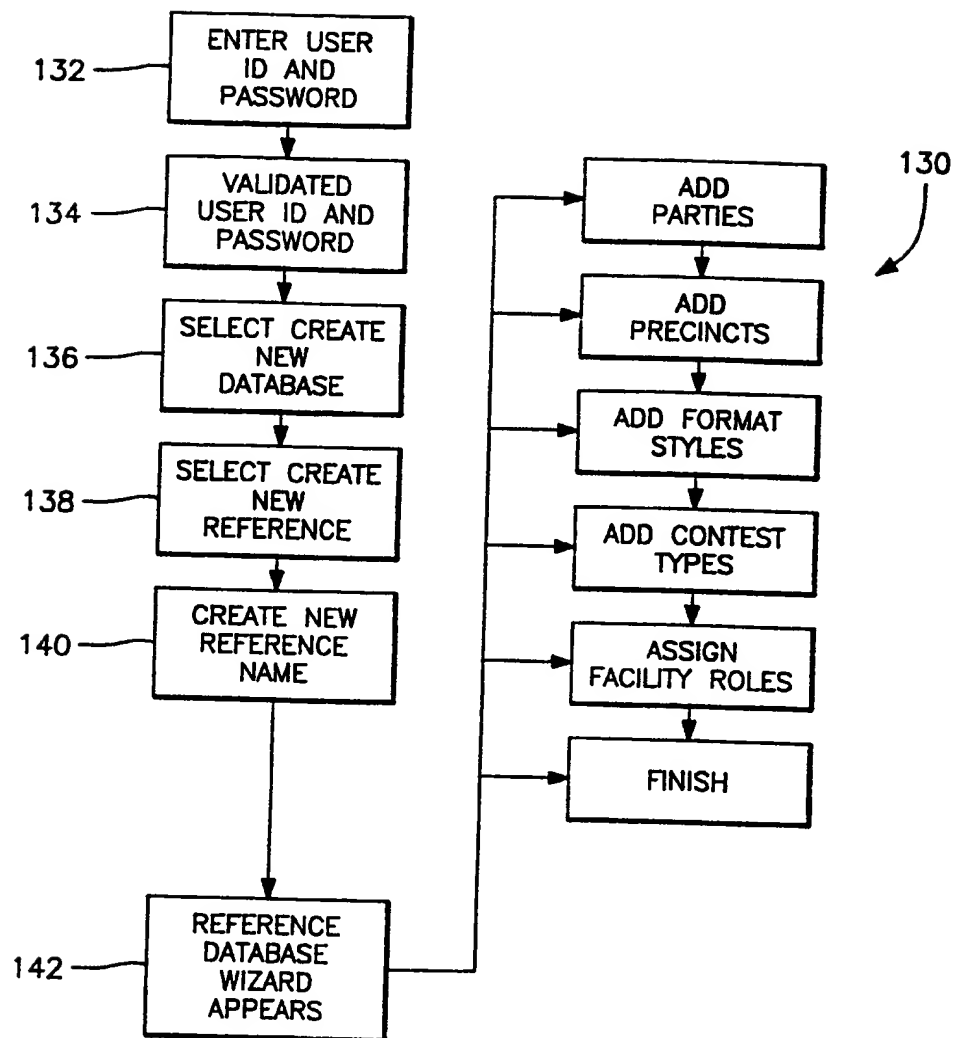 132
ENTER USER
ID AND
PASSWORD
134
VALIDATED
USER ID AND
PASSWORD
136
SELECT CREATE
NEW
DATABASE
138
SELECT CREATE
NEW
REFERENCE
140
CREATE NEW
REFERENCE
NAME
142
REFERENCE
DATABASE
WIZARD
APPEARS
130
ADD
PARTIES
ADD
PRECINCTS
ADD FORMAT
STYLES
ADD CONTEST
TYPES
ASSIGN
FACILITY ROLES
FINISH